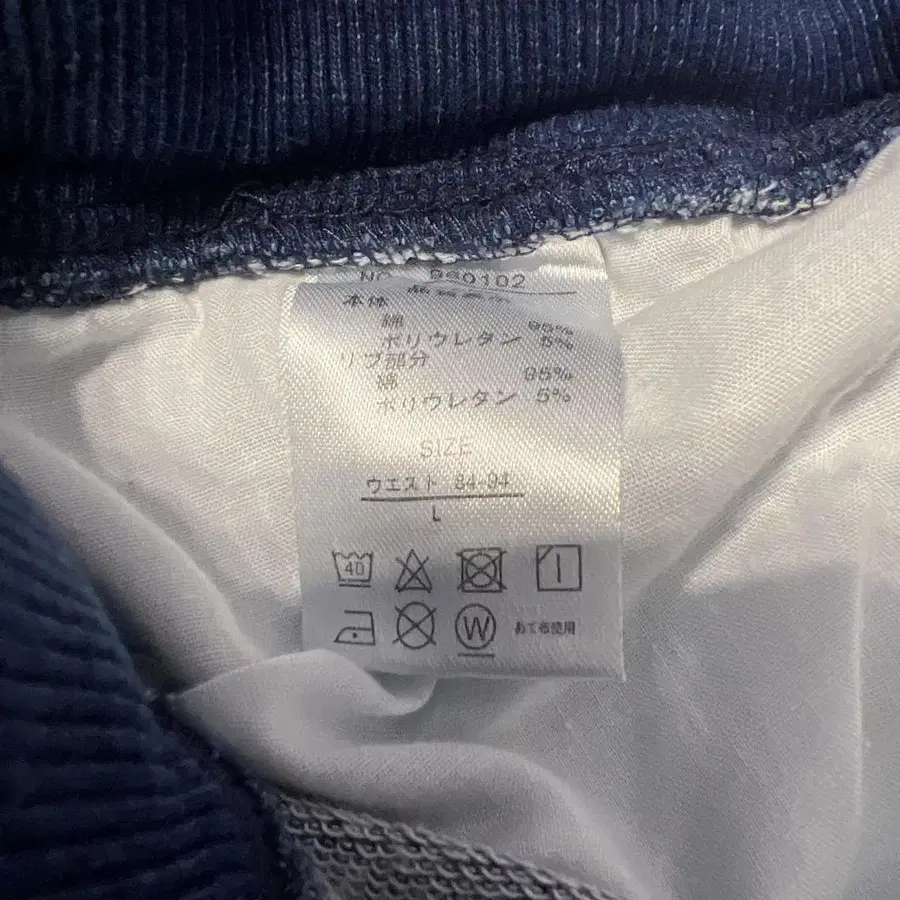 NO 990102
本体
綿 95%
ポリウレタン 5%
リブ部分
綿 95%
ポリウレタン 5%
SIZE
ウエスト 84-94
L
40
W
あて布使用